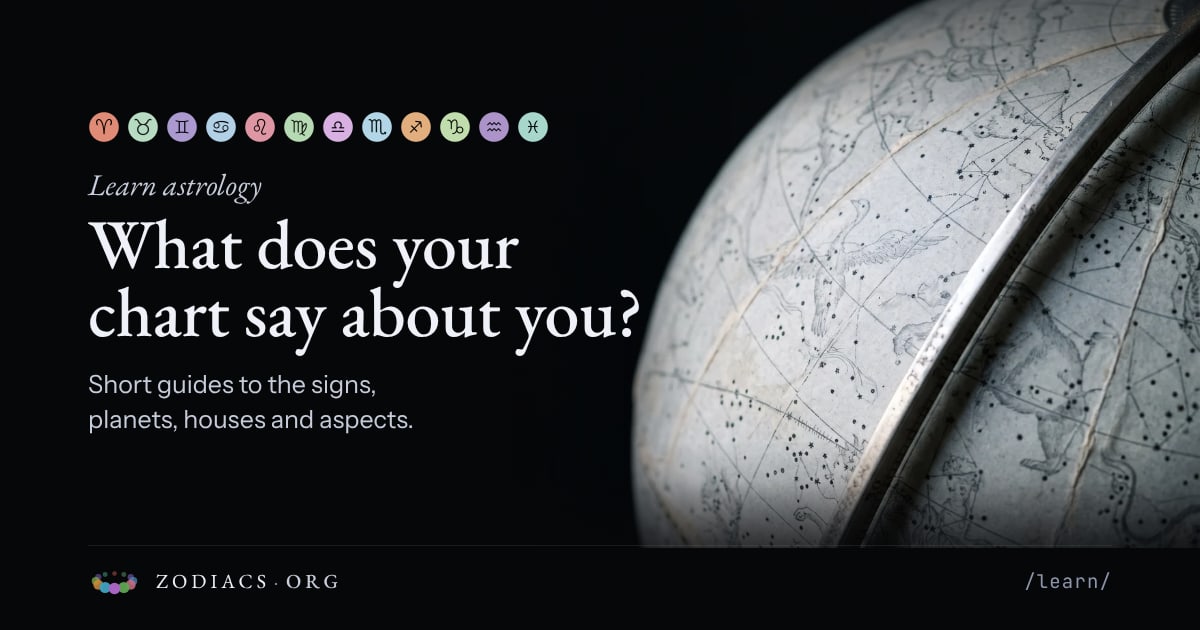 ♈ ♉ ♊ ♋ ♌ ♍ ♎ ♏ ♐ ♑ ♒ ♓
Learn astrology
What does your
chart say about you?
Short guides to the signs,
planets, houses and aspects.
ZODIACS·ORG
/learn/